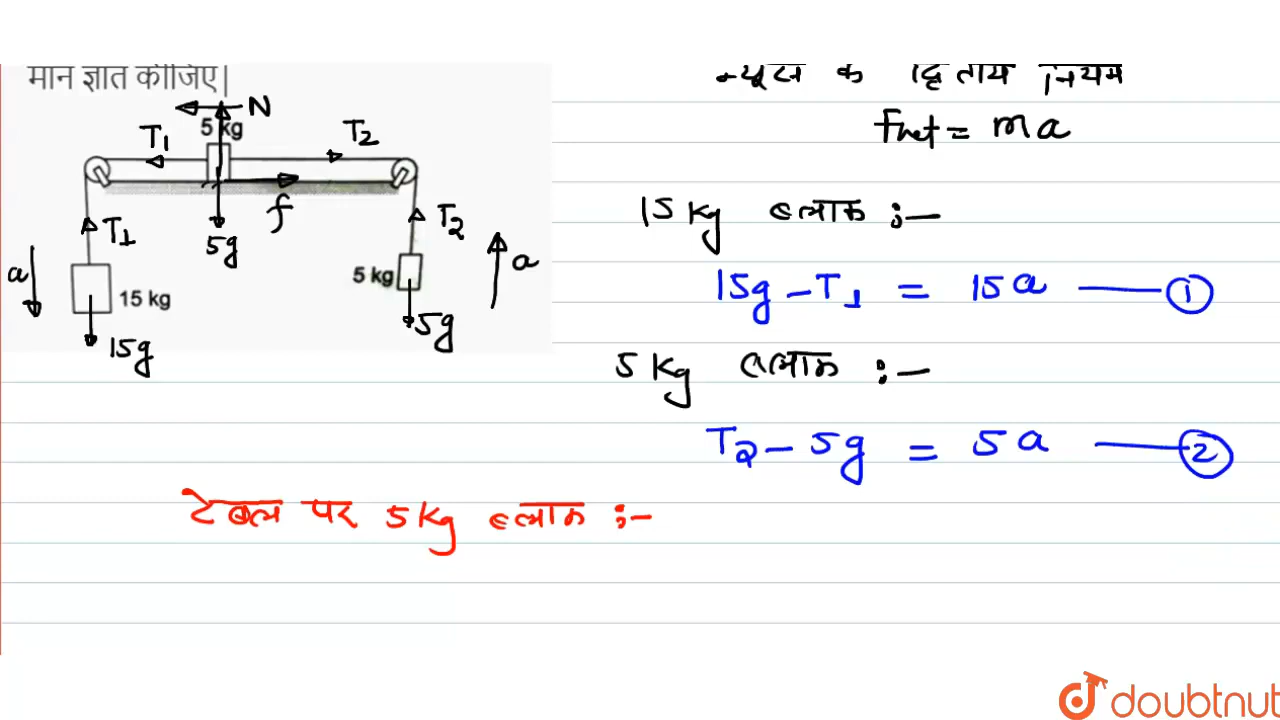 मान ज्ञात कीजिए|
न्यूटन के द्वितीय नियम
Fnet = ma
N
5 kg
T1
T2
f
T1
5g
T2
a
15 kg
15g
5 kg
5g
a
15 kg ब्लाक :-
15g - T1 = 15a —— ①
5 kg ब्लाक :-
T2 - 5g = 5a —— ②
टेबल पर 5 kg ब्लाक :-
doubtnut